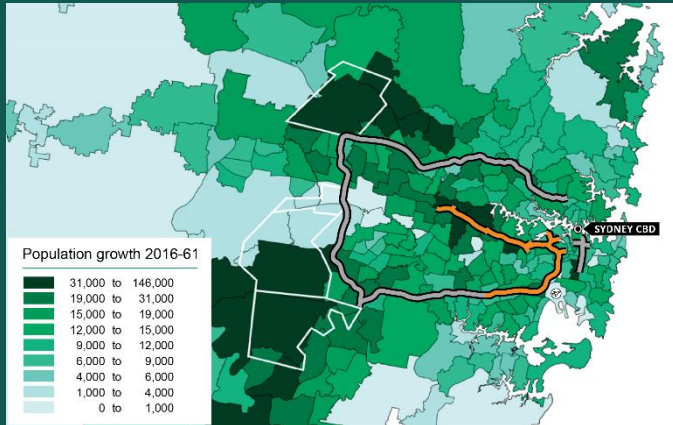 SYDNEY CBD
Population growth 2016-61
31,000 to 146,000
19,000 to 31,000
15,000 to 19,000
12,000 to 15,000
9,000 to 12,000
6,000 to 9,000
4,000 to 6,000
1,000 to 4,000
0 to 1,000